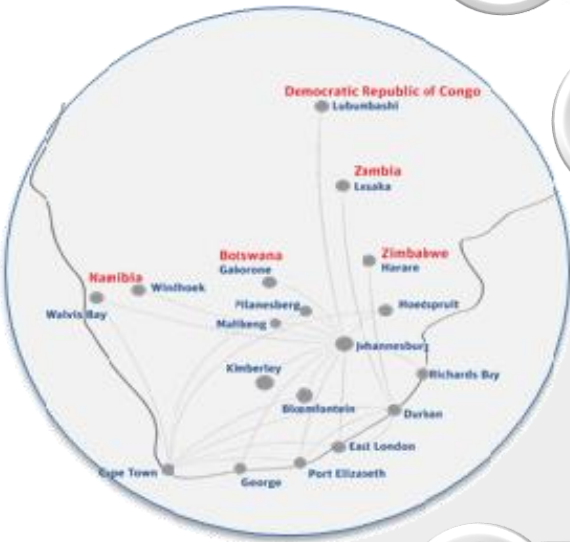 Democratic Republic of Congo
Lubumbashi
Zambia
Lusaka
Botswana
Gaborone
Zimbabwe
Harare
Namibia
Windhoek
Walvis Bay
Pilanesberg
Hoedspruit
Mafikeng
Johannesburg
Kimberley
Richards Bay
Bloemfontein
Durban
East London
Cape Town
George
Port Elizabeth